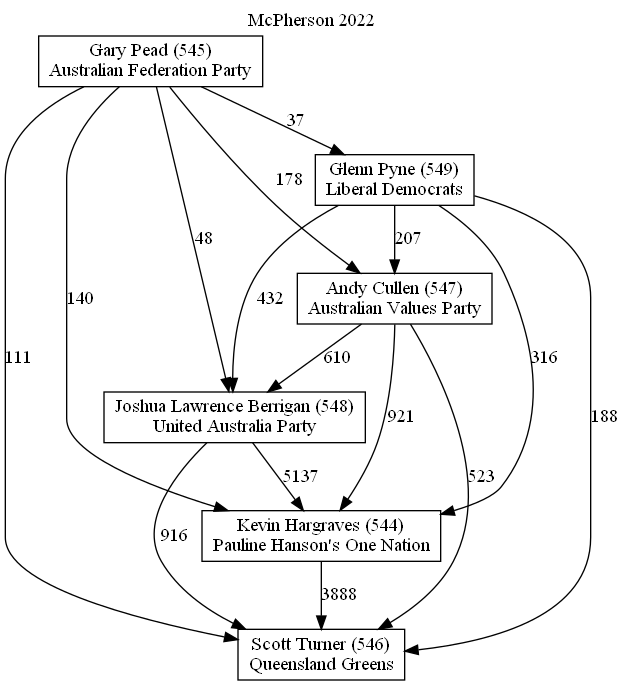 McPherson 2022
Gary Pead (545)
Australian Federation Party
37
Glenn Pyne (549)
Liberal Democrats
178
48
207
432
Andy Cullen (547)
Australian Values Party
140
111
610
316
Joshua Lawrence Berrigan (548)
United Australia Party
921
188
5137
523
916
Kevin Hargraves (544)
Pauline Hanson's One Nation
3888
Scott Turner (546)
Queensland Greens